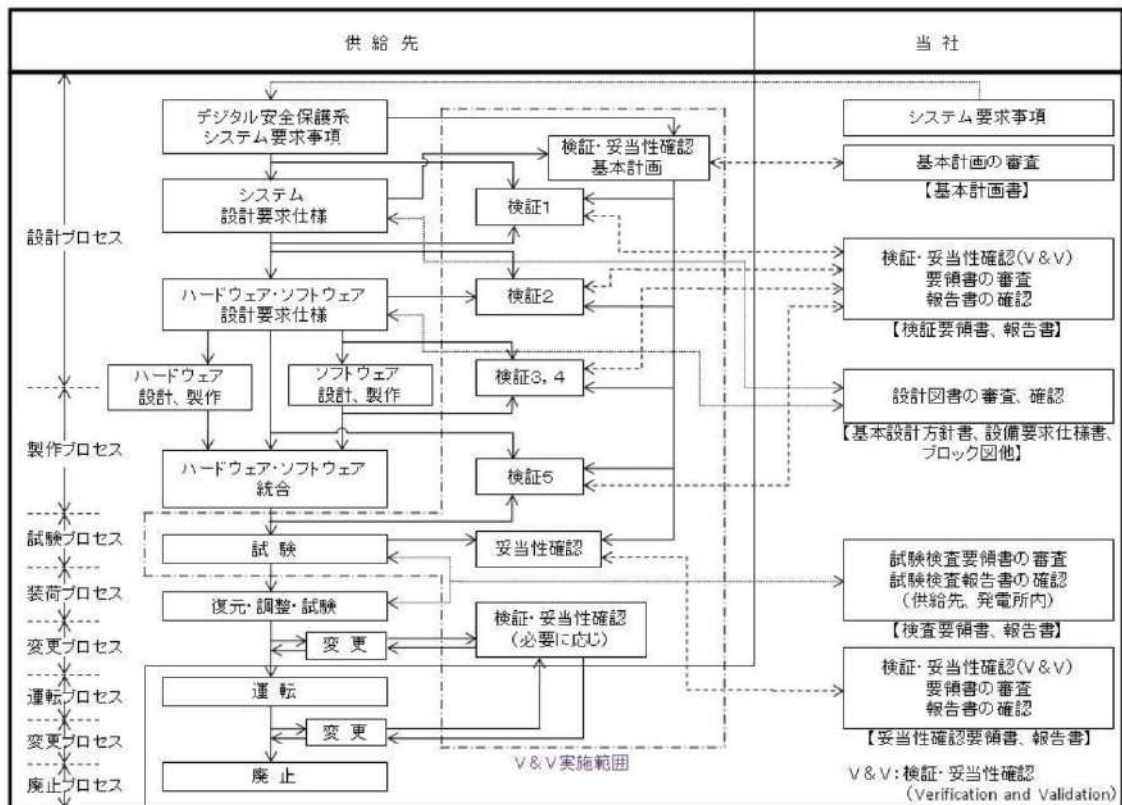 供給先
当社
設計プロセス
製作プロセス
試験プロセス
装荷プロセス
変更プロセス
運転プロセス
変更プロセス
廃止プロセス
デジタル安全保護系
システム要求事項
システム
設計要求仕様
ハードウェア・ソフトウェア
設計要求仕様
ハードウェア
設計、製作
ソフトウェア
設計、製作
ハードウェア・ソフトウェア
統合
試験
復元・調整・試験
変更
運転
変更
廃止
検証・妥当性確認
基本計画
検証1
検証2
検証3，4
検証5
妥当性確認
検証・妥当性確認
（必要に応じ）
V＆V実施範囲
システム要求事項
基本計画の審査
【基本計画書】
検証・妥当性確認（V＆V）
要領書の審査
報告書の確認
【検証要領書、報告書】
設計図書の審査、確認
【基本設計方針書、設備要求仕様書、
ブロック図他】
試験検査要領書の審査
試験検査報告書の確認
（供給先、発電所内）
【検査要領書、報告書】
検証・妥当性確認（V＆V）
要領書の審査
報告書の確認
【妥当性確認要領書、報告書】
V＆V：検証・妥当性確認
（Verification and Validation）